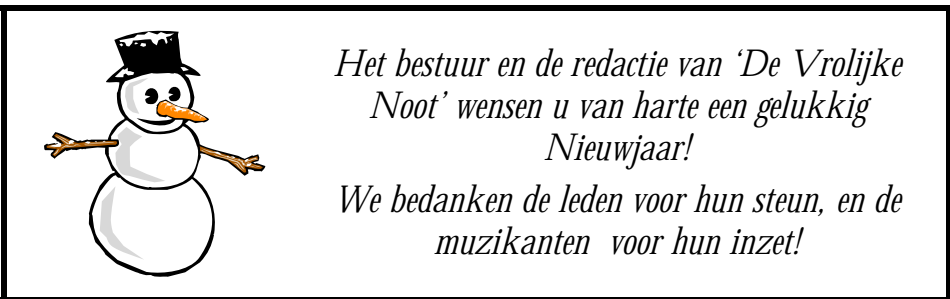 Het bestuur en de redactie van ‘De Vrolijke
Noot’ wensen u van harte een gelukkig
Nieuwjaar!
We bedanken de leden voor hun steun, en de
muzikanten voor hun inzet!